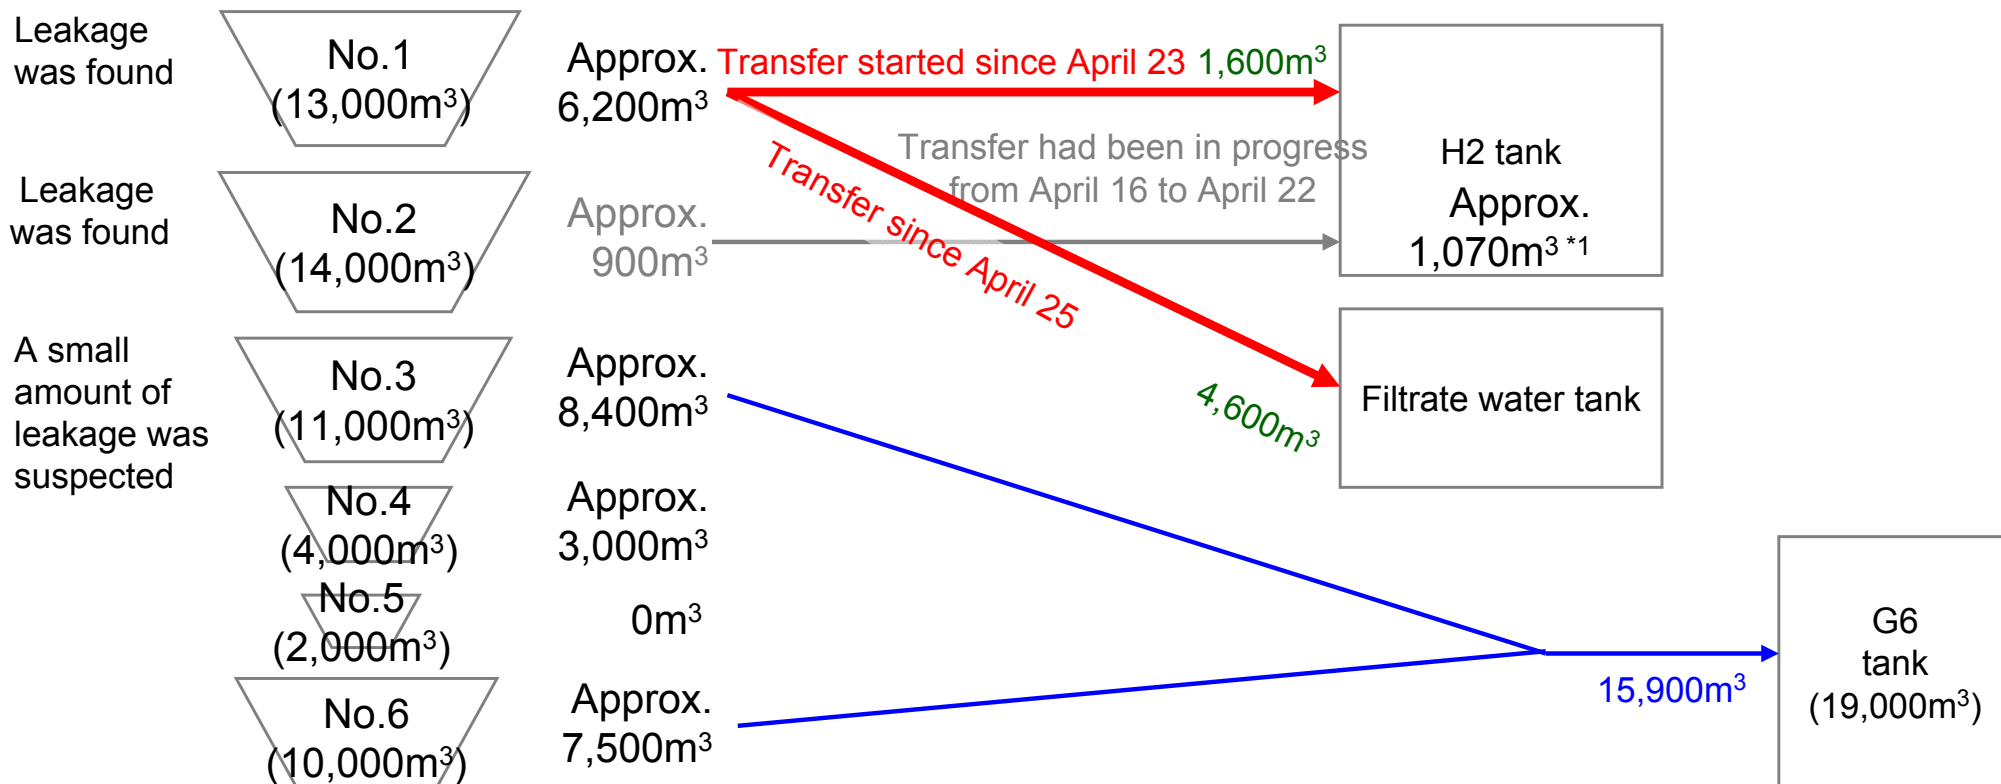 Leakage
was found
No.1
(13,000m³)
Approx.
6,200m³
Transfer started since April 23 1,600m³
Transfer had been in progress
from April 16 to April 22
Transfer since April 25
4,600m³
H2 tank
Approx.
1,070m³ *1
Leakage
was found
No.2
(14,000m³)
Approx.
900m³
Filtrate water tank
A small
amount of
leakage was
suspected
No.3
(11,000m³)
Approx.
8,400m³
No.4
(4,000m³)
Approx.
3,000m³
No.5
(2,000m³)
0m³
No.6
(10,000m³)
Approx.
7,500m³
15,900m³
G6
tank
(19,000m³)